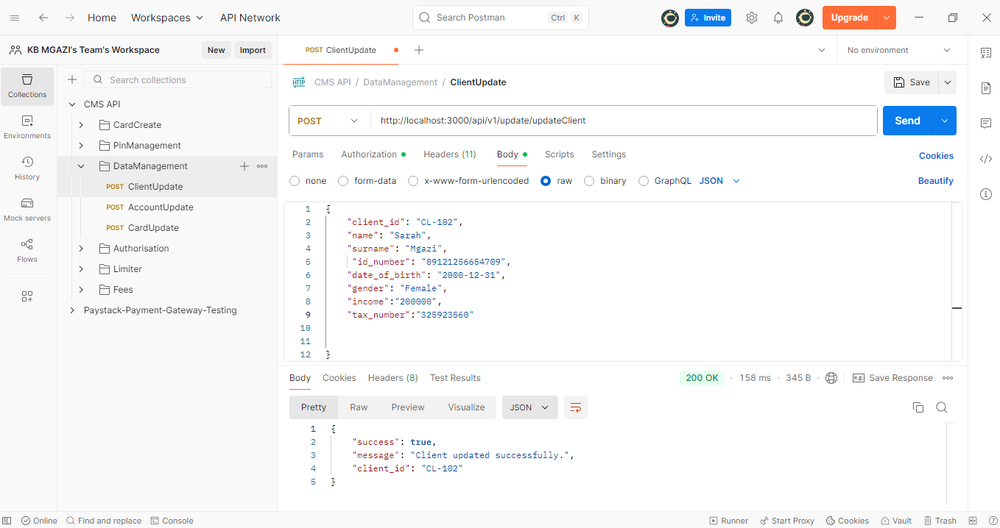 Home Workspaces API Network Search Postman Ctrl K Invite Upgrade
KB MGAZI's Team's Workspace New Import POST ClientUpdate No environment
Collections
Environments
History
Mock servers
Flows
Search collections
CMS API
CardCreate
PinManagement
DataManagement
POST ClientUpdate
POST AccountUpdate
POST CardUpdate
Authorisation
Limiter
Fees
Paystack-Payment-Gateway-Testing
HTTP CMS API / DataManagement / ClientUpdate Save
POST http://localhost:3000/api/v1/update/updateClient Send
Params Authorization Headers (11) Body Scripts Settings Cookies
none form-data x-www-form-urlencoded raw binary GraphQL JSON Beautify
1 {
2 "client_id": "CL-102",
3 "name": "Sarah",
4 "surname": "Mgazi",
5 "id_number": "09121256654709",
6 "date_of_birth": "2000-12-31",
7 "gender": "Female",
8 "income":"200000",
9 "tax_number":"325923560"
10
11
12 }
Body Cookies Headers (8) Test Results 200 OK 158 ms 345 B e.g. Save Response
Pretty Raw Preview Visualize JSON
1 {
2 "success": true,
3 "message": "Client updated successfully.",
4 "client_id": "CL-102"
5 }
Online Find and replace Console Runner Start Proxy Cookies Vault Trash